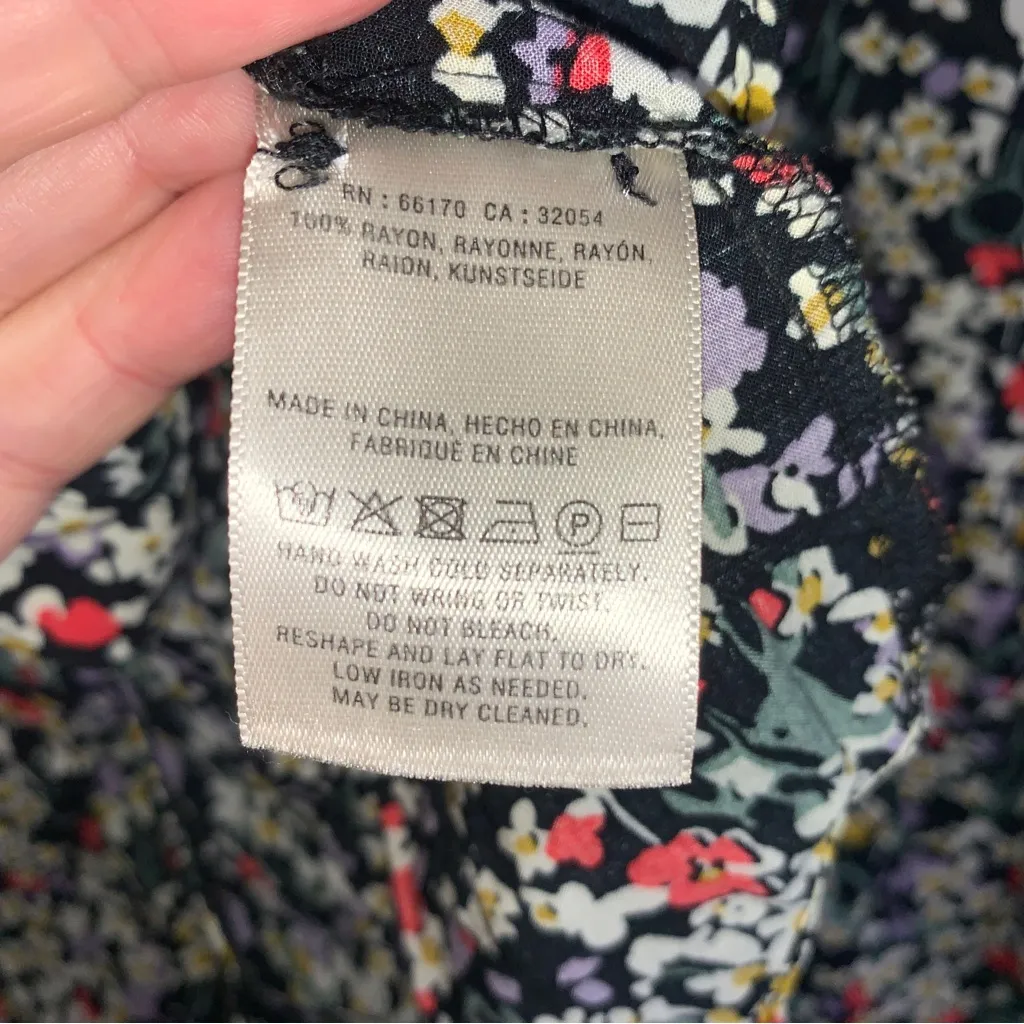 RN : 66170 CA : 32054
100% RAYON, RAYONNE, RAYÓN.
RAION, KUNSTSEIDE
MADE IN CHINA, HECHO EN CHINA,
FABRIQUÉ EN CHINE
P
HAND WASH COLD SEPARATELY.
DO NOT WRING OR TWIST.
DO NOT BLEACH.
RESHAPE AND LAY FLAT TO DRY.
LOW IRON AS NEEDED.
MAY BE DRY CLEANED.